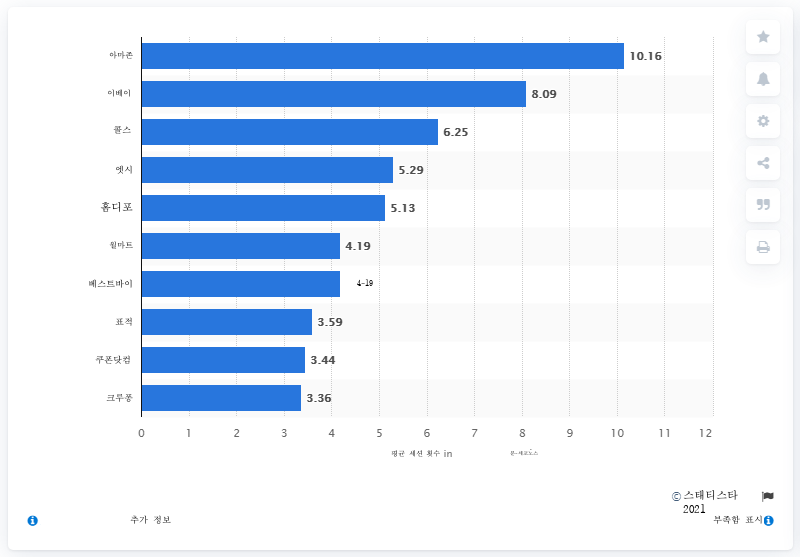 아마존 10.16
이베이 8.09
콜스 6.25
엣시 5.29
홈디포 5.13
월마트 4.19
베스트바이 4-19
표적 3.59
쿠폰닷컴 3.44
크루퐁 3.36
0 1 2 3 4 5 6 7 8 9 10 11 12
평균 세션 횟수 in
© 스태티스타
2021
추가 정보 부족함 표시